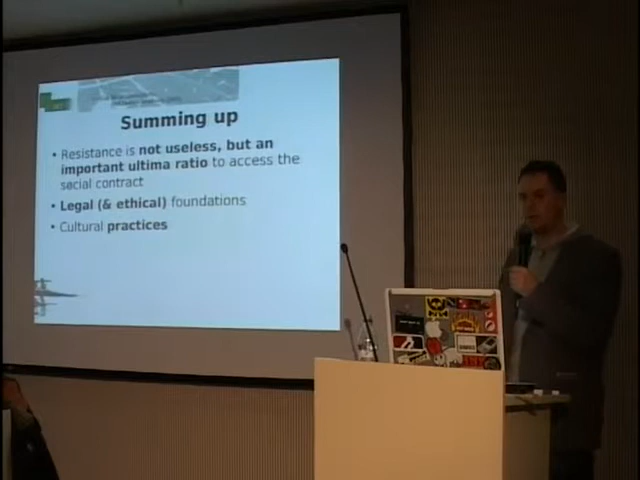 Summing up
• Resistance is not useless, but an
important ultima ratio to access the
social contract
• Legal (& ethical) foundations
• Cultural practices